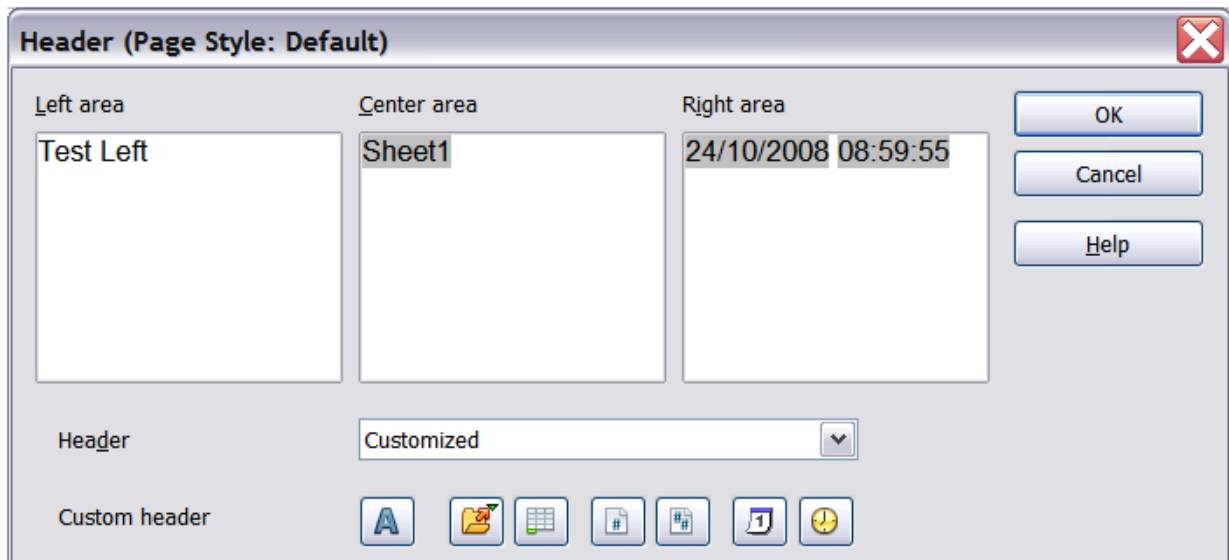 Header (Page Style: Default)
Left area Center area Right area
Test Left Sheet1 24/10/2008 08:59:55
OK
Cancel
Help
Header Customized
Custom header A # ## 1